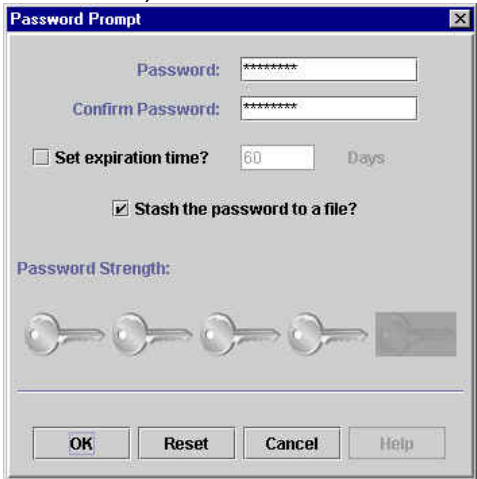 Password Prompt
Password: ********
Confirm Password: ********
Set expiration time? 60 Days
Stash the password to a file?
Password Strength:
OK Reset Cancel Help